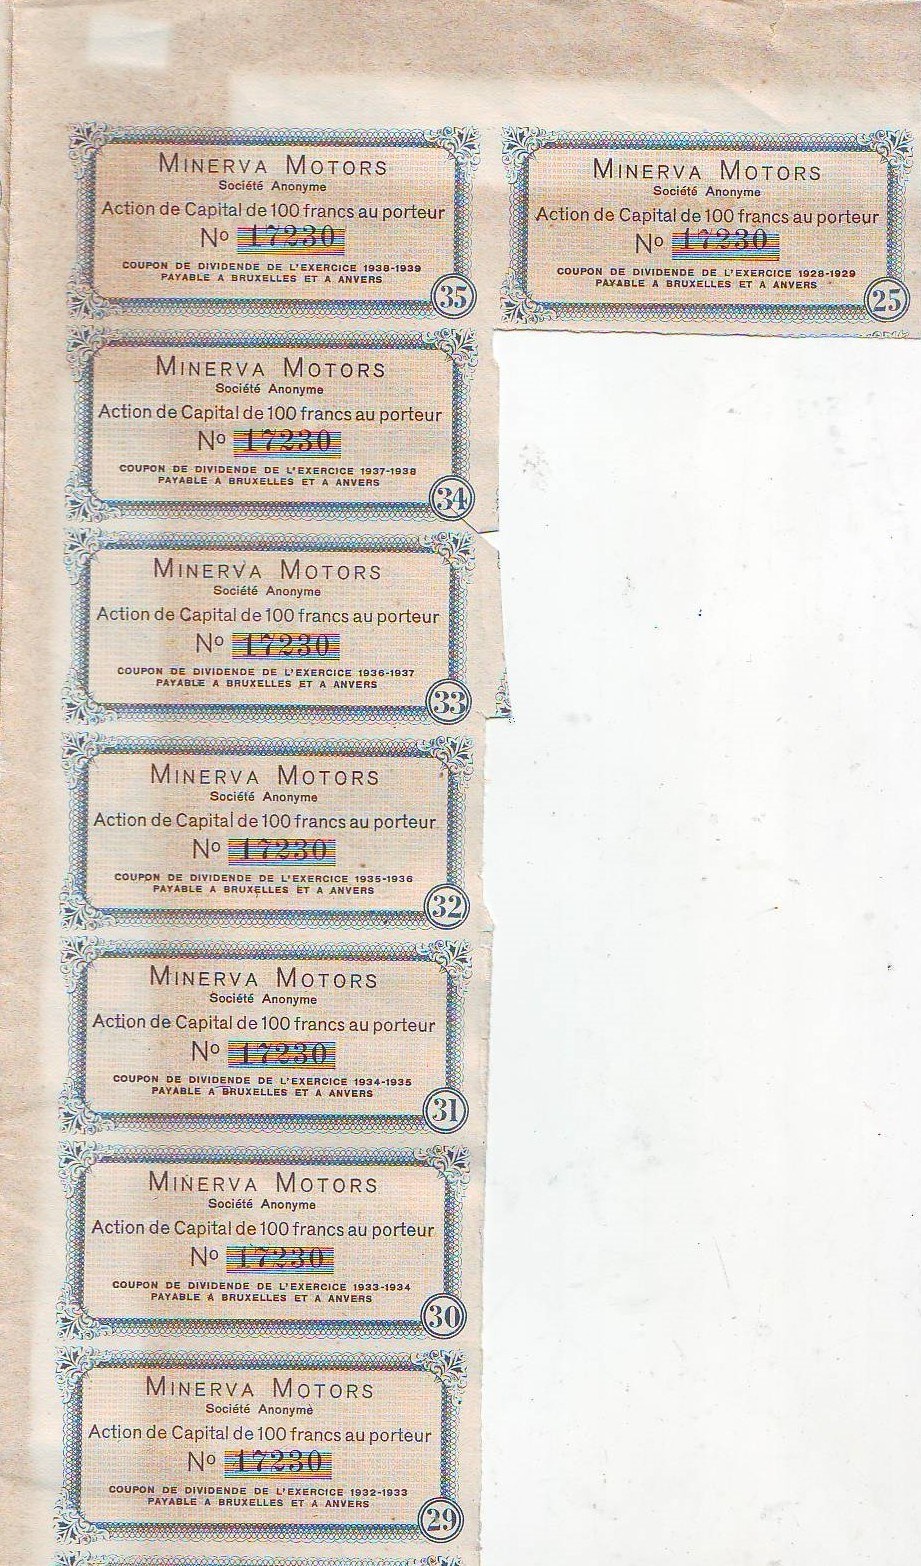 MINERVA MOTORS
Société Anonyme
Action de Capital de 100 francs au porteur
Nº 17230
COUPON DE DIVIDENDE DE L'EXERCICE 1938-1939
PAYABLE A BRUXELLES ET A ANVERS
35
MINERVA MOTORS
Société Anonyme
Action de Capital de 100 francs au porteur
Nº 17230
COUPON DE DIVIDENDE DE L'EXERCICE 1928-1929
PAYABLE A BRUXELLES ET A ANVERS
25
MINERVA MOTORS
Société Anonyme
Action de Capital de 100 francs au porteur
Nº 17230
COUPON DE DIVIDENDE DE L'EXERCICE 1937-1938
PAYABLE A BRUXELLES ET A ANVERS
34
MINERVA MOTORS
Société Anonyme
Action de Capital de 100 francs au porteur
Nº 17230
COUPON DE DIVIDENDE DE L'EXERCICE 1936-1937
PAYABLE A BRUXELLES ET A ANVERS
33
MINERVA MOTORS
Société Anonyme
Action de Capital de 100 francs au porteur
Nº 17230
COUPON DE DIVIDENDE DE L'EXERCICE 1935-1936
PAYABLE A BRUXELLES ET A ANVERS
32
MINERVA MOTORS
Société Anonyme
Action de Capital de 100 francs au porteur
Nº 17230
COUPON DE DIVIDENDE DE L'EXERCICE 1934-1935
PAYABLE A BRUXELLES ET A ANVERS
31
MINERVA MOTORS
Société Anonyme
Action de Capital de 100 francs au porteur
Nº 17230
COUPON DE DIVIDENDE DE L'EXERCICE 1933-1934
PAYABLE A BRUXELLES ET A ANVERS
30
MINERVA MOTORS
Société Anonyme
Action de Capital de 100 francs au porteur
Nº 17230
COUPON DE DIVIDENDE DE L'EXERCICE 1932-1933
PAYABLE A BRUXELLES ET A ANVERS
29